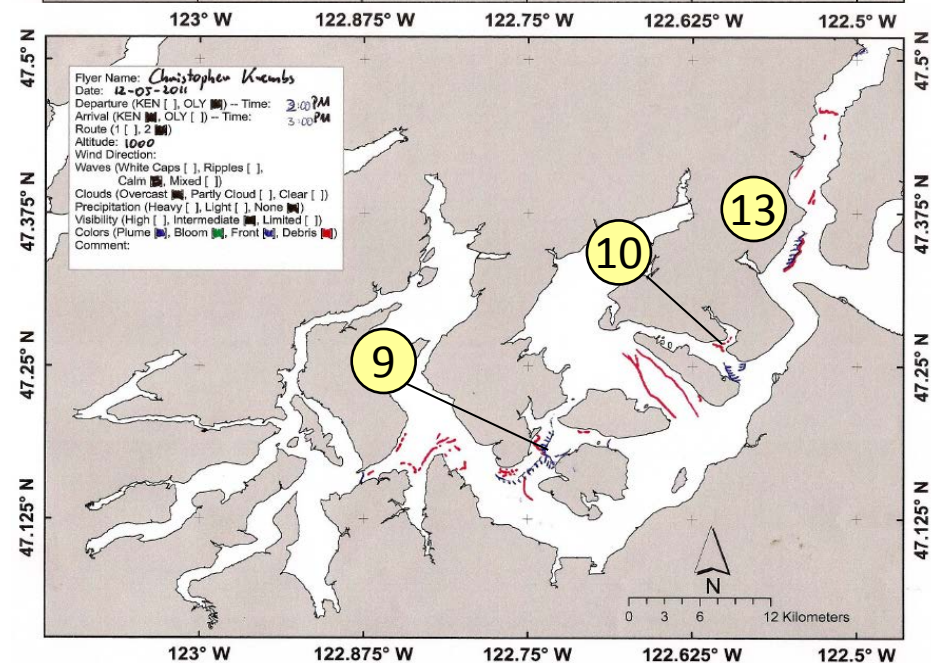 123° W 122.875° W 122.75° W 122.625° W 122.5° W
47.5° N 47.5° N
Flyer Name: Christopher Krembs
Date: 12-05-2011
Departure (KEN [ ], OLY [■]) -- Time: 2:00 PM
Arrival (KEN [■], OLY [ ]) -- Time: 3:00 PM
Route (1 [ ], 2 [■])
Altitude: 1000
Wind Direction:
Waves (White Caps [ ], Ripples [ ],
Calm [■], Mixed [ ])
Clouds (Overcast [■], Partly Cloud [ ], Clear [ ])
Precipitation (Heavy [ ], Light [ ], None [■])
Visibility (High [ ], Intermediate [■], Limited [ ])
Colors (Plume [■], Bloom [■], Front [■], Debris [■])
Comment:
13
47.375° N 47.375° N
10
9
47.25° N 47.25° N
47.125° N 47.125° N
N
0 3 6 12 Kilometers
123° W 122.875° W 122.75° W 122.625° W 122.5° W